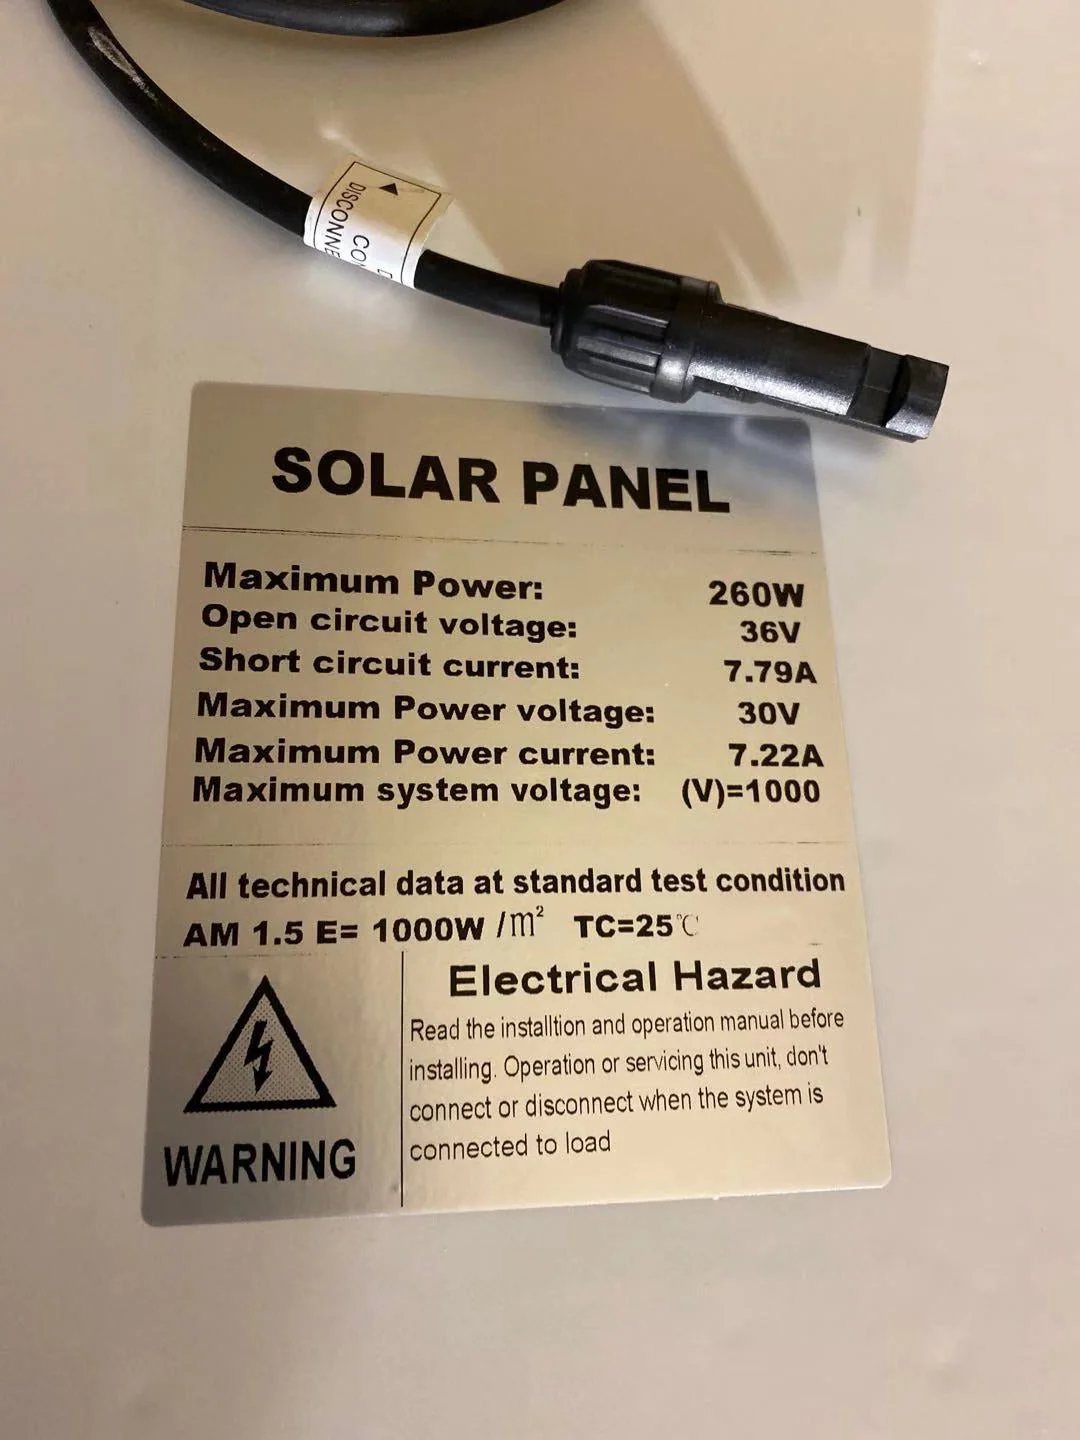 DISCONNE
CO
SOLAR PANEL
Maximum Power: 260W
Open circuit voltage: 36V
Short circuit current: 7.79A
Maximum Power voltage: 30V
Maximum Power current: 7.22A
Maximum system voltage: (V)=1000
All technical data at standard test condition
AM 1.5 E= 1000W /m² TC=25℃
WARNING
Electrical Hazard
Read the installtion and operation manual before
installing. Operation or servicing this unit, don't
connect or disconnect when the system is
connected to load